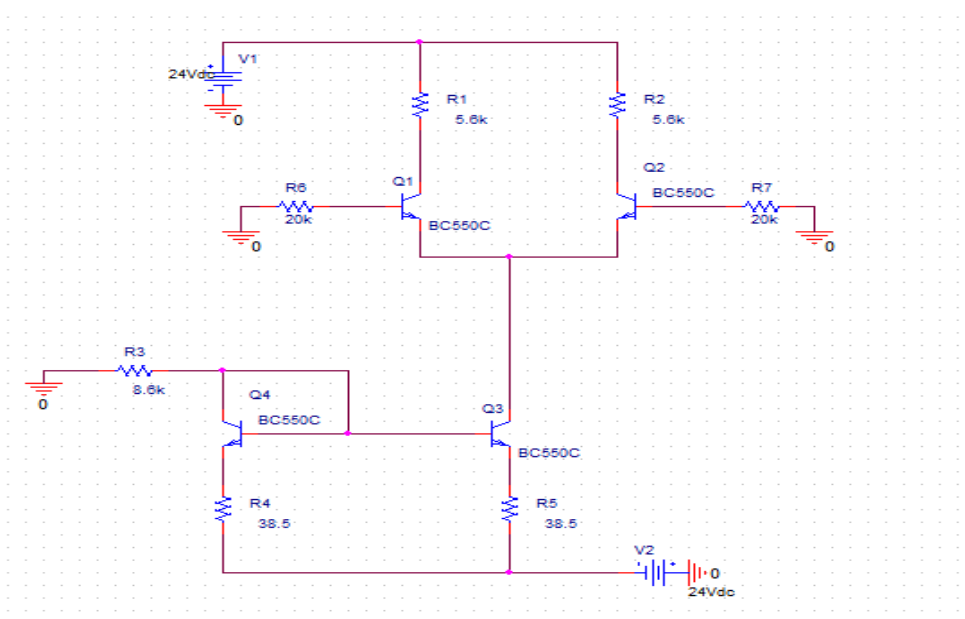 V1
24Vdc
0
R1
5.6k
R2
5.6k
Q1
BC550C
Q2
BC550C
R6
20k
0
R7
20k
0
R3
8.6k
0
Q4
BC550C
Q3
BC550C
R4
38.5
R5
38.5
V2
24Vdc
0